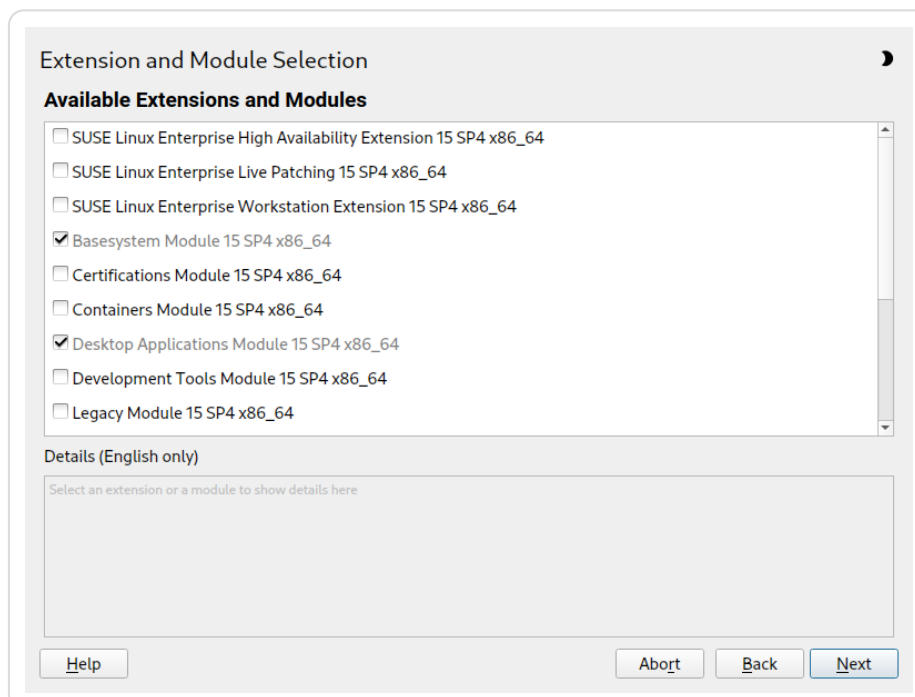 Extension and Module Selection
Available Extensions and Modules
SUSE Linux Enterprise High Availability Extension 15 SP4 x86_64
SUSE Linux Enterprise Live Patching 15 SP4 x86_64
SUSE Linux Enterprise Workstation Extension 15 SP4 x86_64
Basesystem Module 15 SP4 x86_64
Certifications Module 15 SP4 x86_64
Containers Module 15 SP4 x86_64
Desktop Applications Module 15 SP4 x86_64
Development Tools Module 15 SP4 x86_64
Legacy Module 15 SP4 x86_64
Details (English only)
Select an extension or a module to show details here
Help Abort Back Next